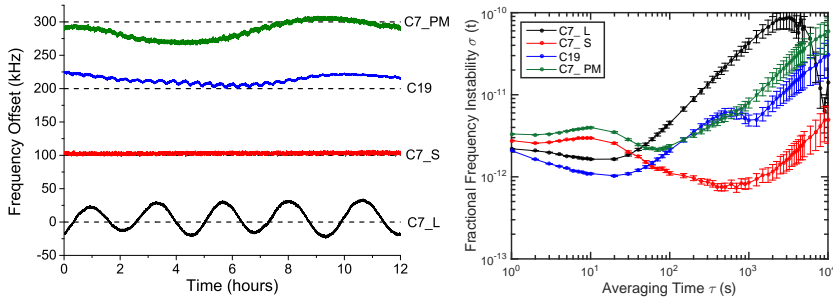 300
250
200
150
100
50
0
-50
0
2
4
6
8
10
12
Frequency Offset (kHz)
Time (hours)
C7_PM
C19
C7_S
C7_L
10^-10
10^-11
10^-12
10^-13
10^0
10^1
10^2
10^3
10^4
Fractional Frequency Instability σ (t)
Averaging Time τ (s)
C7_ L
C7_ S
C19
C7_ PM